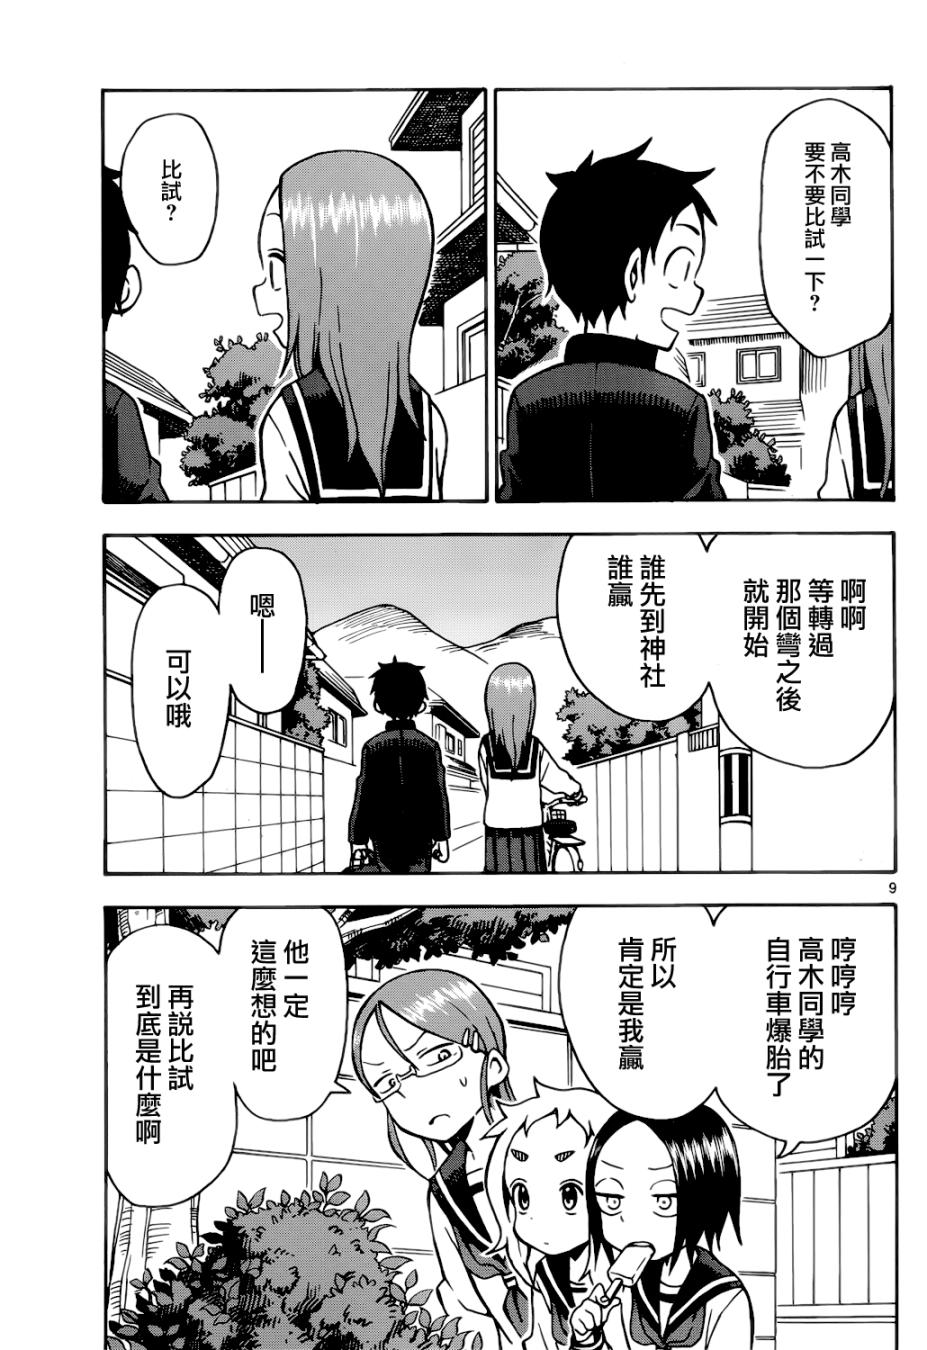 高木同學
要不要比試一下?
比試?
啊啊
等轉過
那個彎之後
就開始
誰先到神社
誰贏
嗯——
可以哦
9
哼哼哼
高木同學的
自行車爆胎了
所以
肯定是我贏
他一定
這麼想的吧
再説比試
到底是什麼啊